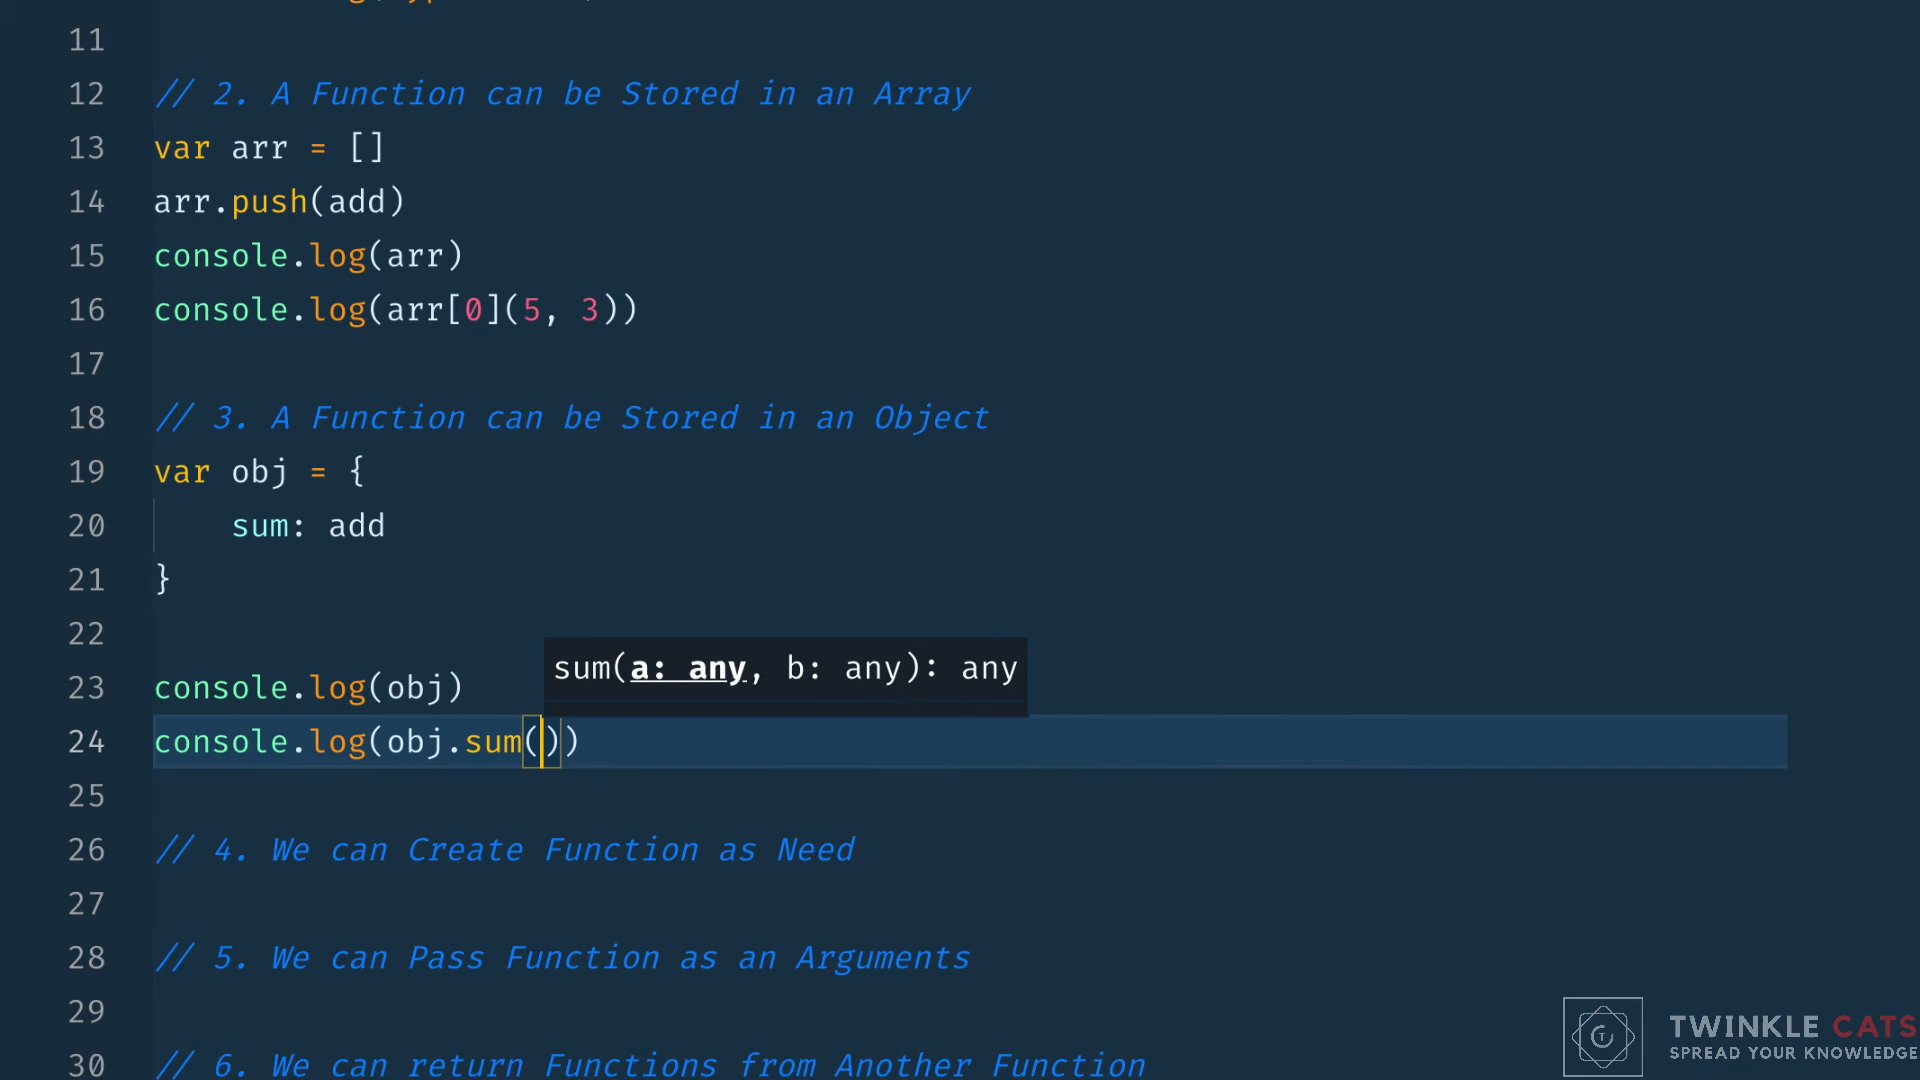 11
12 // 2. A Function can be Stored in an Array
13 var arr = []
14 arr.push(add)
15 console.log(arr)
16 console.log(arr[0](5, 3))
17
18 // 3. A Function can be Stored in an Object
19 var obj = {
20 sum: add
21 }
22
sum(a: any, b: any): any
23 console.log(obj)
24 console.log(obj.sum())
25
26 // 4. We can Create Function as Need
27
28 // 5. We can Pass Function as an Arguments
29
30 // 6. We can return Functions from Another Function
TWINKLE CATS
SPREAD YOUR KNOWLEDGE